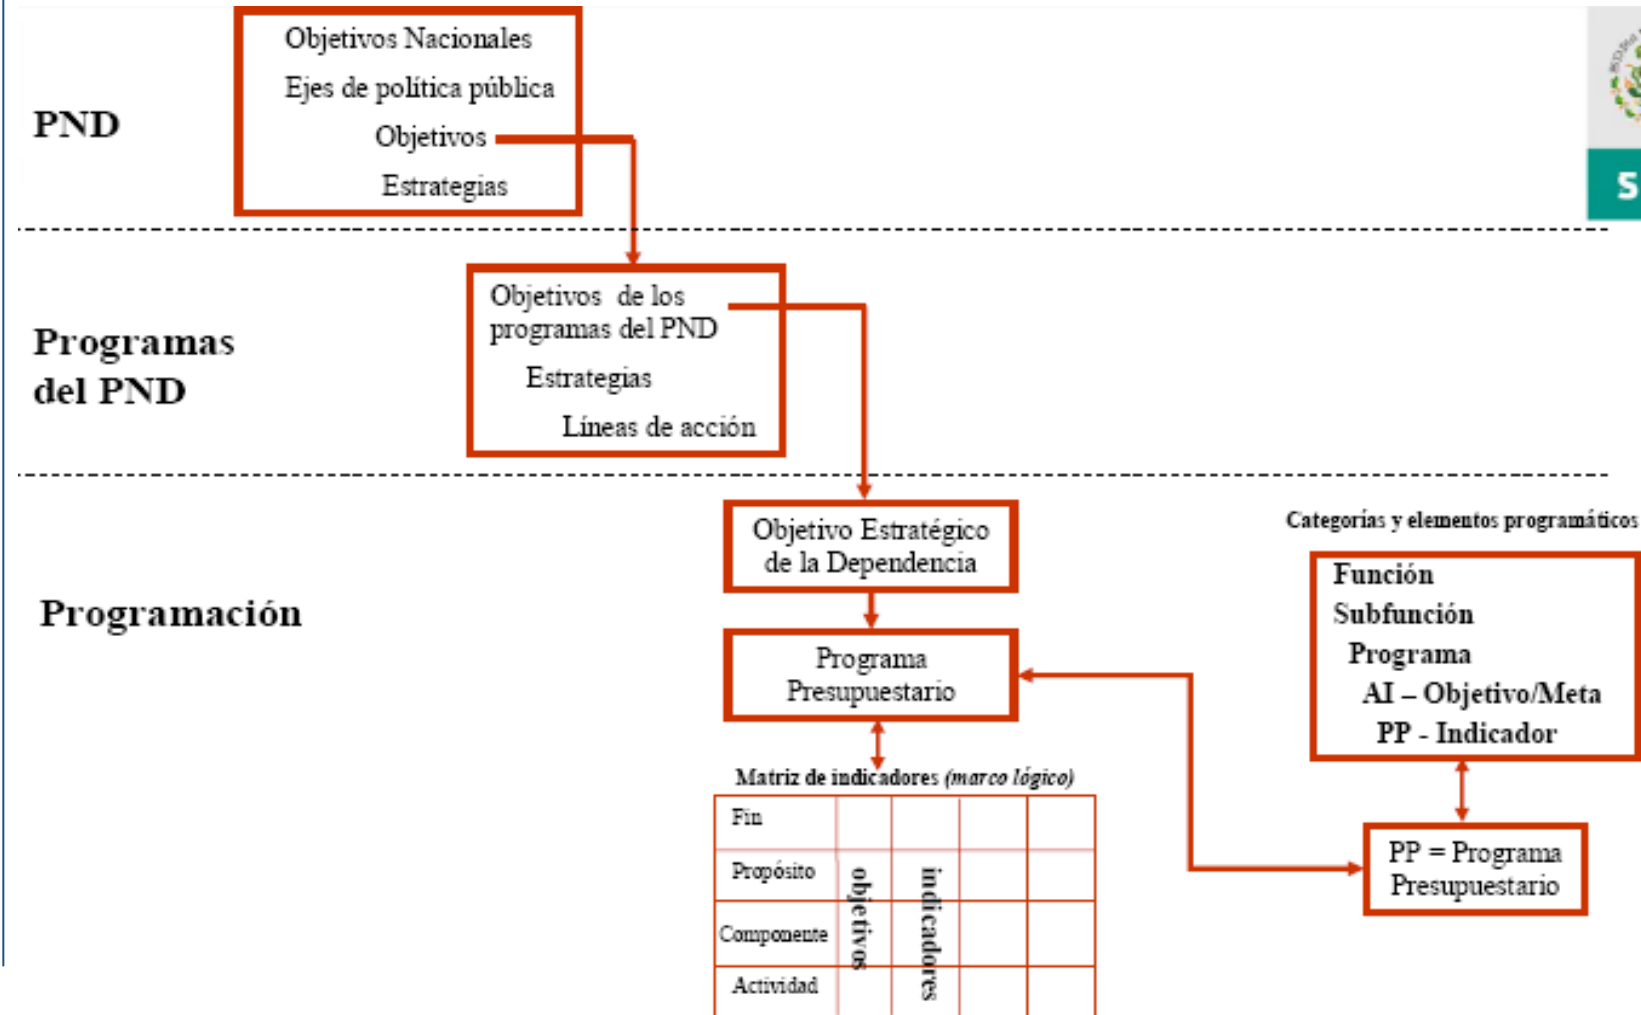 Objetivos Nacionales
Ejes de política pública
PND
Objetivos
Estrategias
S
Objetivos de los
programas del PND
Programas
del PND
Estrategias
Líneas de acción
Objetivo Estratégico
de la Dependencia
Categorías y elementos programáticos
Función
Subfunción
Programa
AI – Objetivo/Meta
PP - Indicador
Programación
Programa
Presupuestario
Matriz de indicadores (marco lógico)
Fin
Propósito
Componente
Actividad
objetivos
indicadores
PP = Programa
Presupuestario